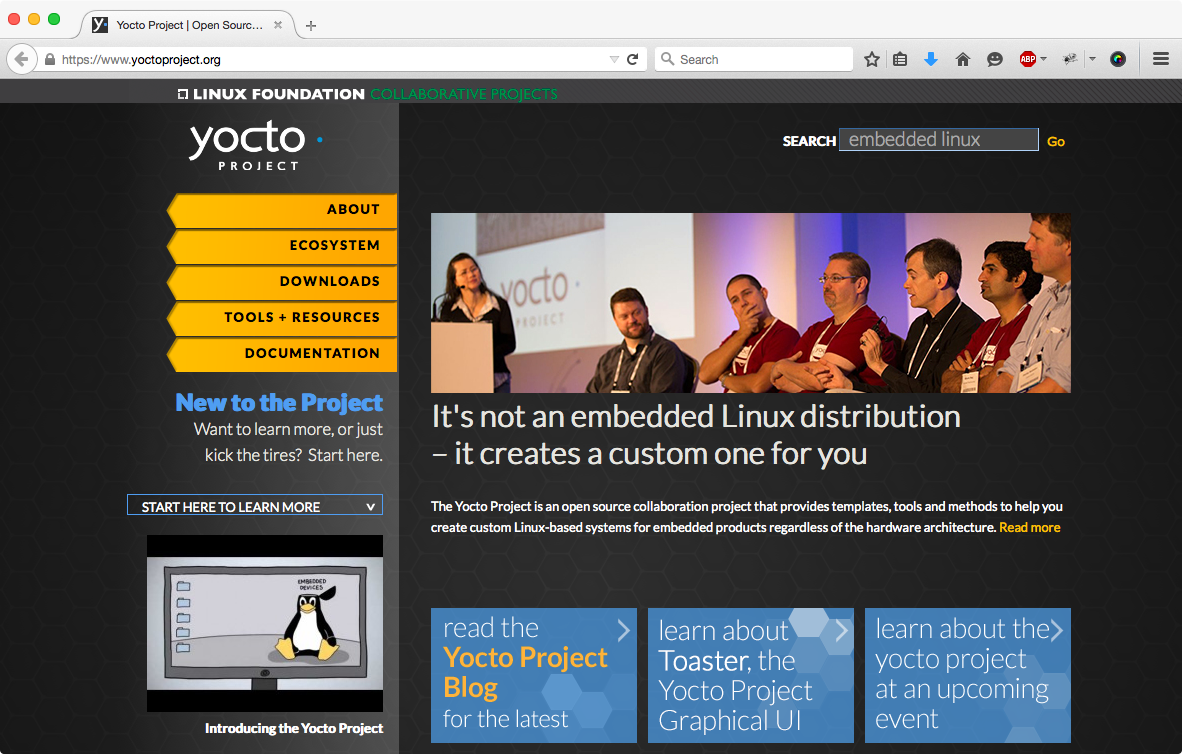 Yocto Project | Open Sourc...
https://www.yoctoproject.org
Search
ABP
LINUX FOUNDATION COLLABORATIVE PROJECTS
yocto
PROJECT
SEARCH embedded linux Go
ABOUT
ECOSYSTEM
DOWNLOADS
TOOLS + RESOURCES
DOCUMENTATION
New to the Project
Want to learn more, or just
kick the tires? Start here.
START HERE TO LEARN MORE
EMBEDDED
DEVICES
Introducing the Yocto Project
yocto
PROJECT
It's not an embedded Linux distribution
– it creates a custom one for you
The Yocto Project is an open source collaboration project that provides templates, tools and methods to help you
create custom Linux-based systems for embedded products regardless of the hardware architecture. Read more
read the
Yocto Project
Blog
for the latest
learn about
Toaster, the
Yocto Project
Graphical UI
learn about the
yocto project
at an upcoming
event